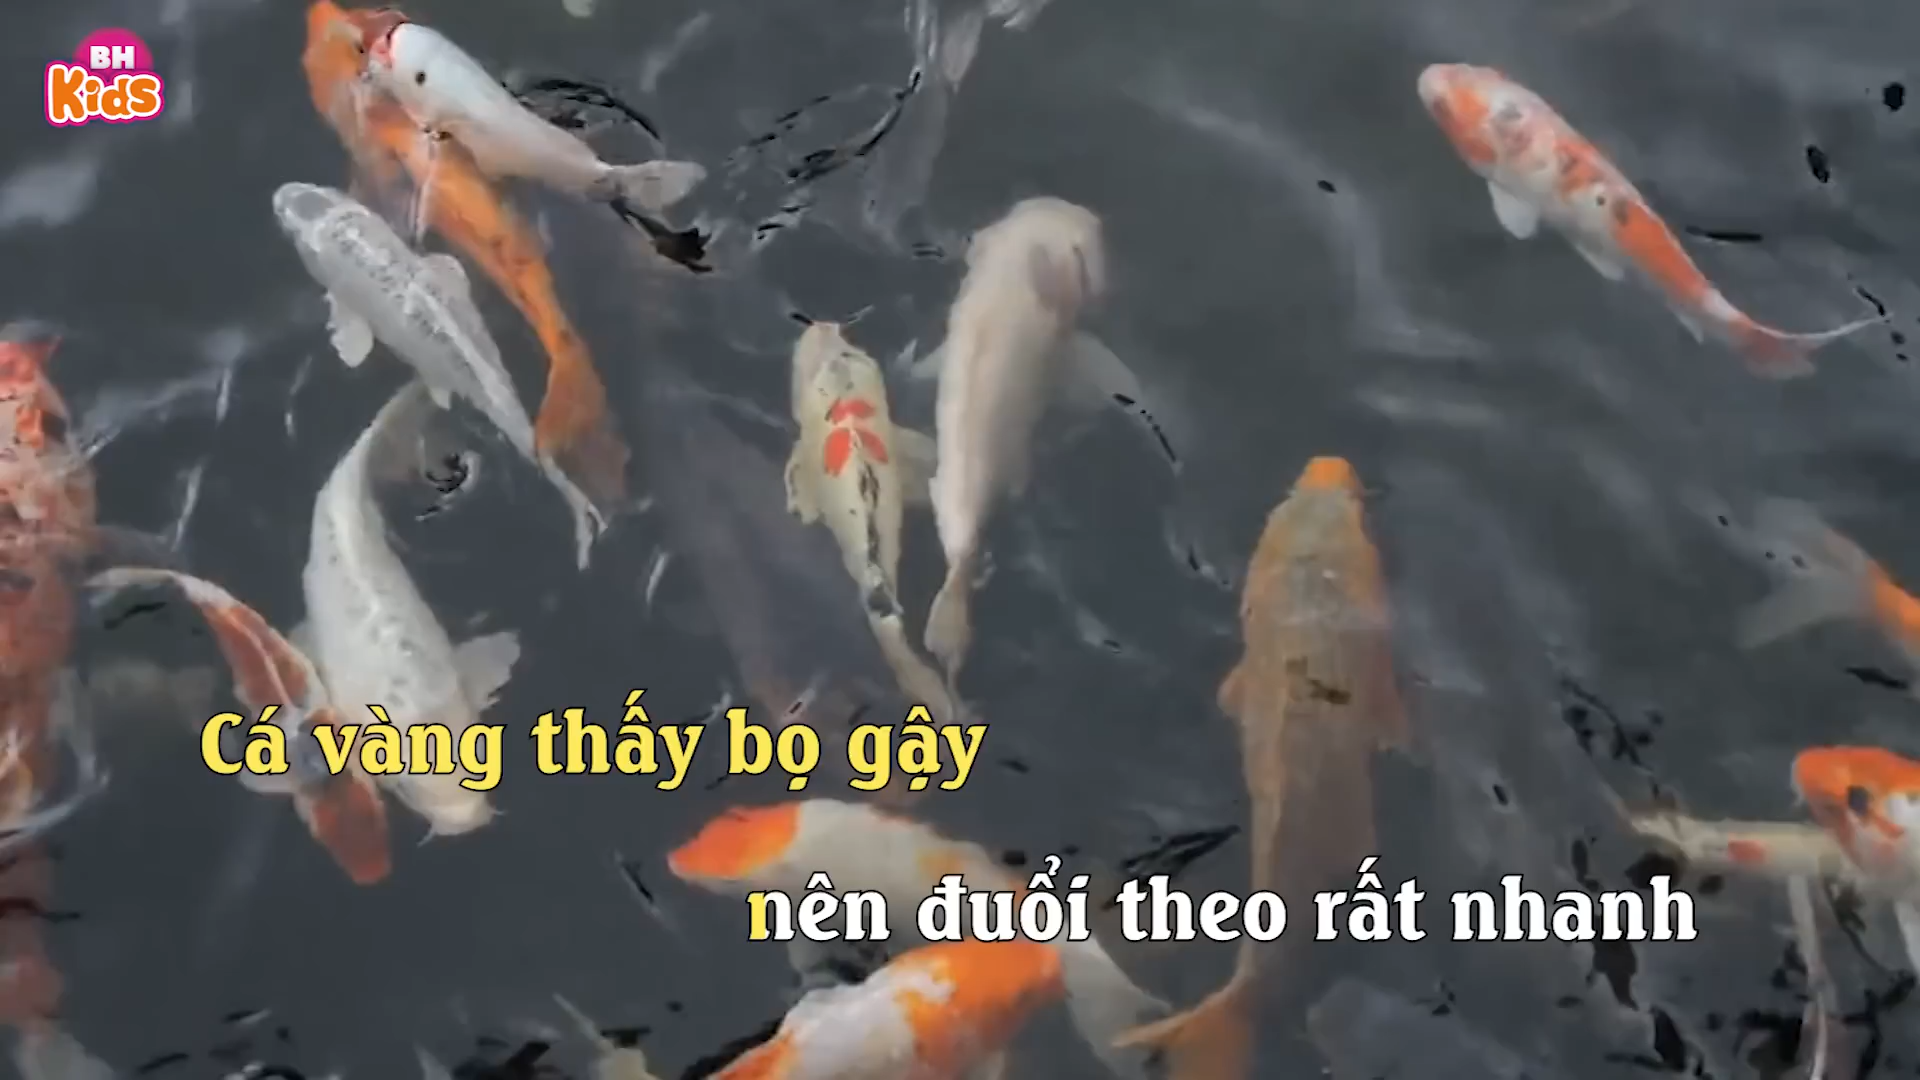 BH
Kids
Cá vàng thấy bọ gậy
nên đuổi theo rất nhanh